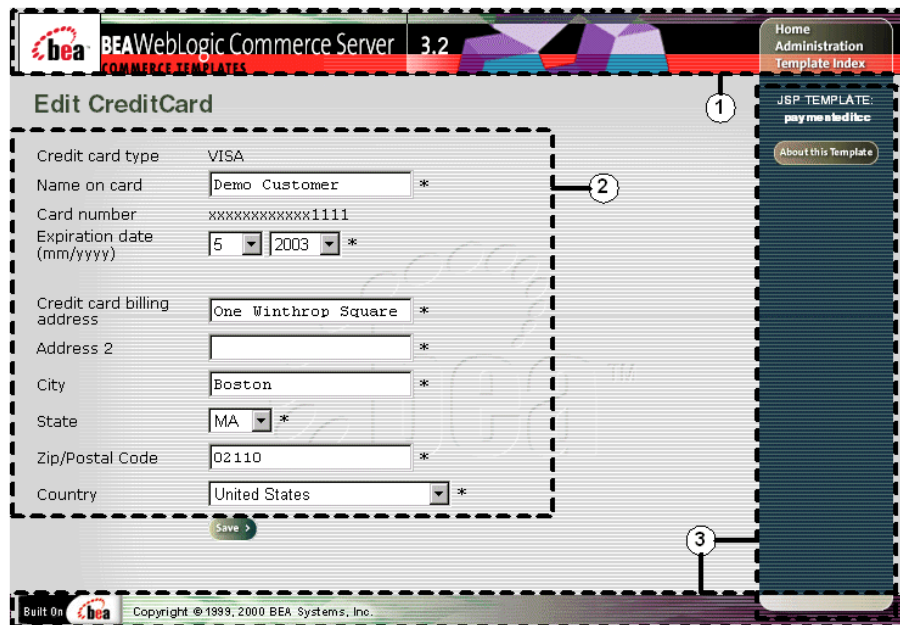 bea BEAWebLogic Commerce Server 3.2
COMMERCE TEMPLATES
Home
Administration
Template Index
1
Edit CreditCard
JSP TEMPLATE:
paymenteditcc
About this Template
Credit card type VISA
2
Name on card Demo Customer *
Card number xxxxxxxxxxxx1111
Expiration date
(mm/yyyy) 5 2003 *
Credit card billing
address One Winthrop Square *
Address 2 *
City Boston *
State MA *
Zip/Postal Code 02110 *
Country United States *
Save >
3
bea TM
Built On bea Copyright © 1999, 2000 BEA Systems, Inc.